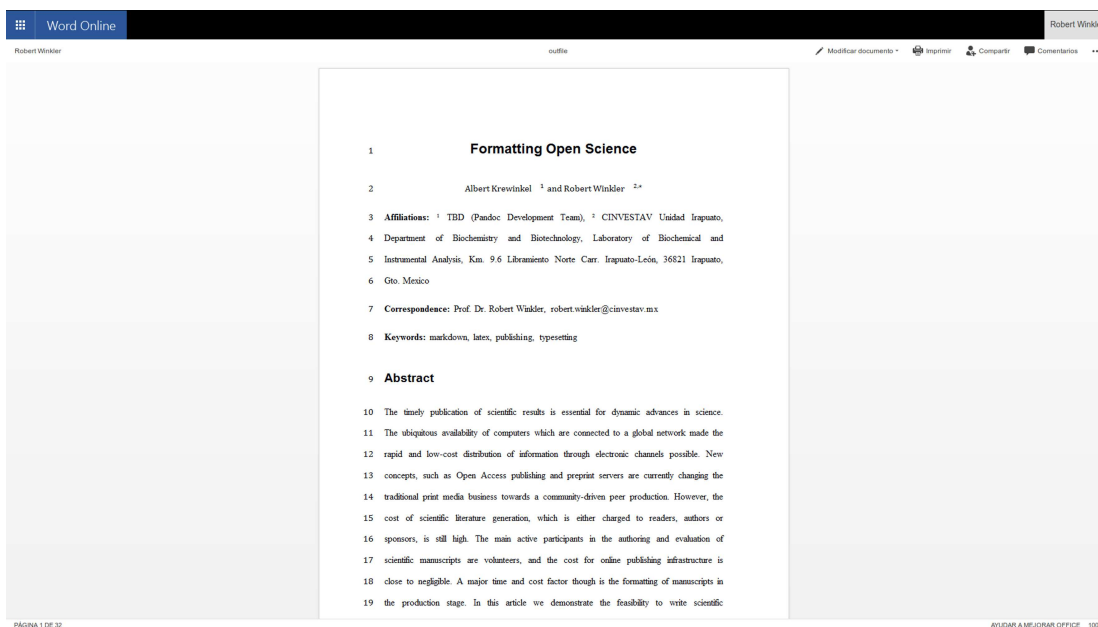 Word Online
Robert Winkl
Robert Winkler outfile Modificar documento Imprimir Compartir Comentarios ...
1 Formatting Open Science
2 Albert Krewinkel 1 and Robert Winkler 2,*
3 Affiliations: 1 TBD (Pandoc Development Team), 2 CINVESTAV Unidad Irapuato,
4 Department of Biochemistry and Biotechnology, Laboratory of Biochemical and
5 Instrumental Analysis, Km. 9.6 Libramiento Norte Carr. Irapuato-León, 36821 Irapuato,
6 Gto. Mexico
7 Correspondence: Prof. Dr. Robert Winkler, robert.winkler@cinvestav.mx
8 Keywords: markdown, latex, publishing, typesetting
9 Abstract
10 The timely publication of scientific results is essential for dynamic advances in science.
11 The ubiquitous availability of computers which are connected to a global network made the
12 rapid and low-cost distribution of information through electronic channels possible. New
13 concepts, such as Open Access publishing and preprint servers are currently changing the
14 traditional print media business towards a community-driven peer production. However, the
15 cost of scientific literature generation, which is either charged to readers, authors or
16 sponsors, is still high. The main active participants in the authoring and evaluation of
17 scientific manuscripts are volunteers, and the cost for online publishing infrastructure is
18 close to negligible. A major time and cost factor though is the formatting of manuscripts in
19 the production stage. In this article we demonstrate the feasibility to write scientific
PÁGINA 1 DE 32 AYUDAR A MEJORAR OFFICE 100